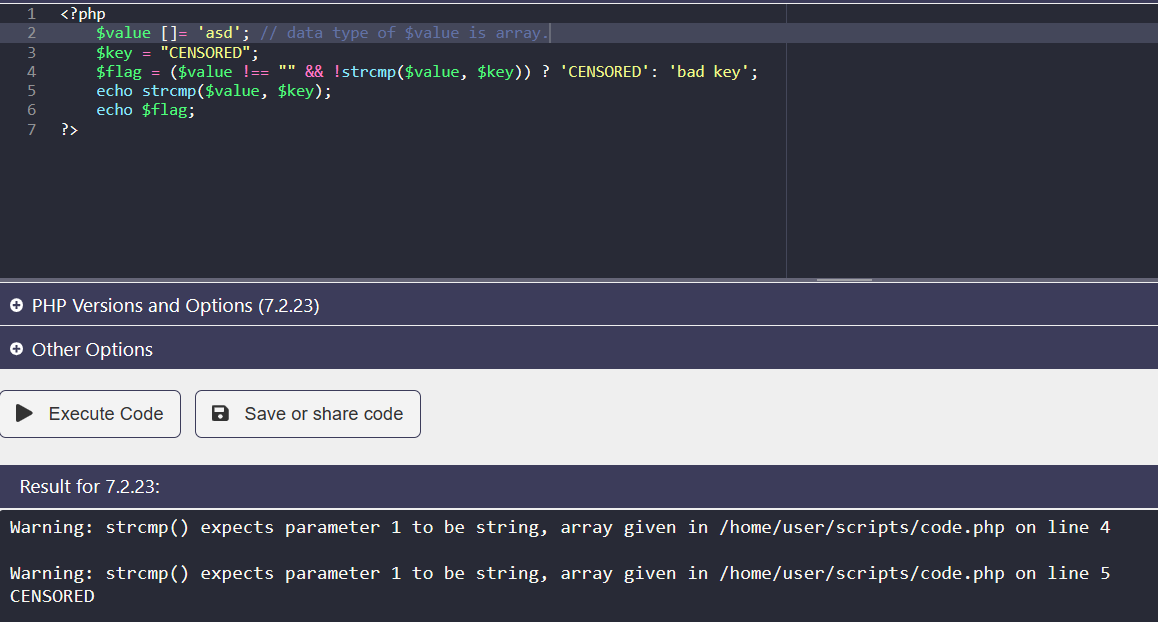 1 <?php
2 $value []= 'asd'; // data type of $value is array.
3 $key = "CENSORED";
4 $flag = ($value !== "" && !strcmp($value, $key)) ? 'CENSORED': 'bad key';
5 echo strcmp($value, $key);
6 echo $flag;
7 ?>
PHP Versions and Options (7.2.23)
Other Options
Execute Code Save or share code
Result for 7.2.23:
Warning: strcmp() expects parameter 1 to be string, array given in /home/user/scripts/code.php on line 4
Warning: strcmp() expects parameter 1 to be string, array given in /home/user/scripts/code.php on line 5
CENSORED